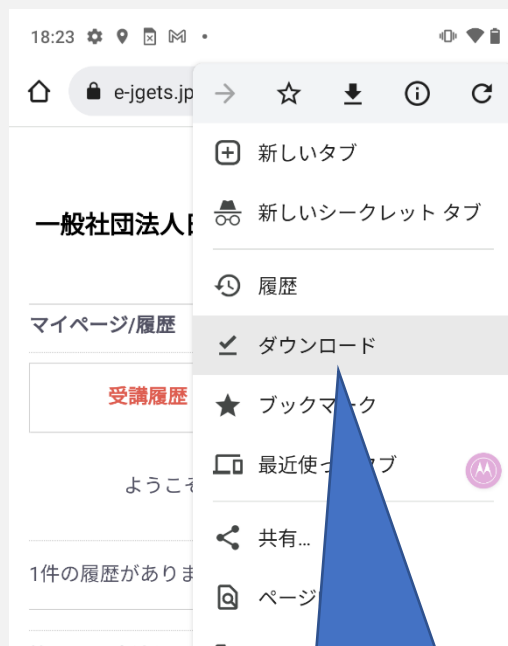 18:23
e-jgets.jp
新しいタブ
一般社団法人
新しいシークレット タブ
履歴
マイページ/履歴
ダウンロード
受講履歴
ブックマーク
最近使っ タブ
ようこそ
共有...
1件の履歴がありま
ページ